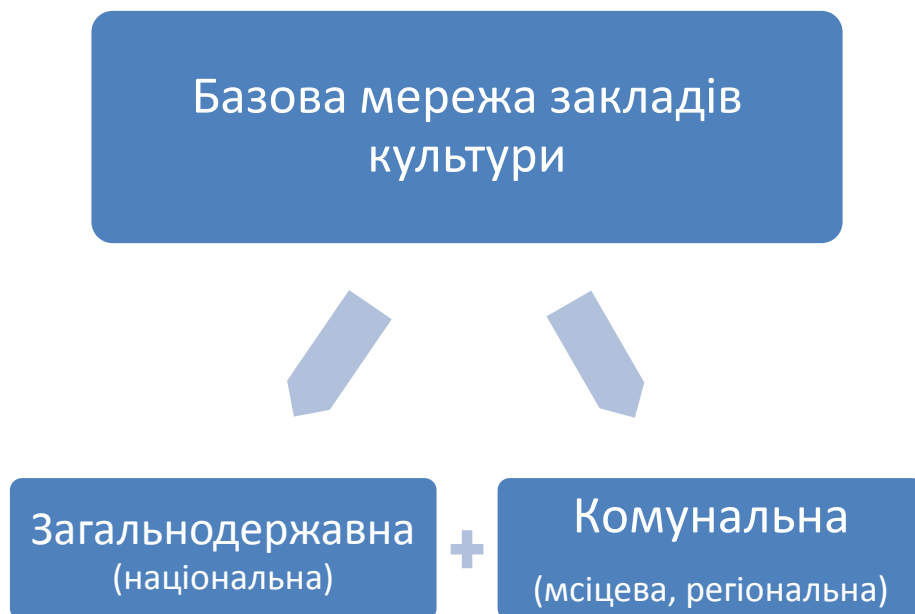 Базова мережа закладів
культури
Загальнодержавна
(національна)
Комунальна
(мсіцева, регіональна)